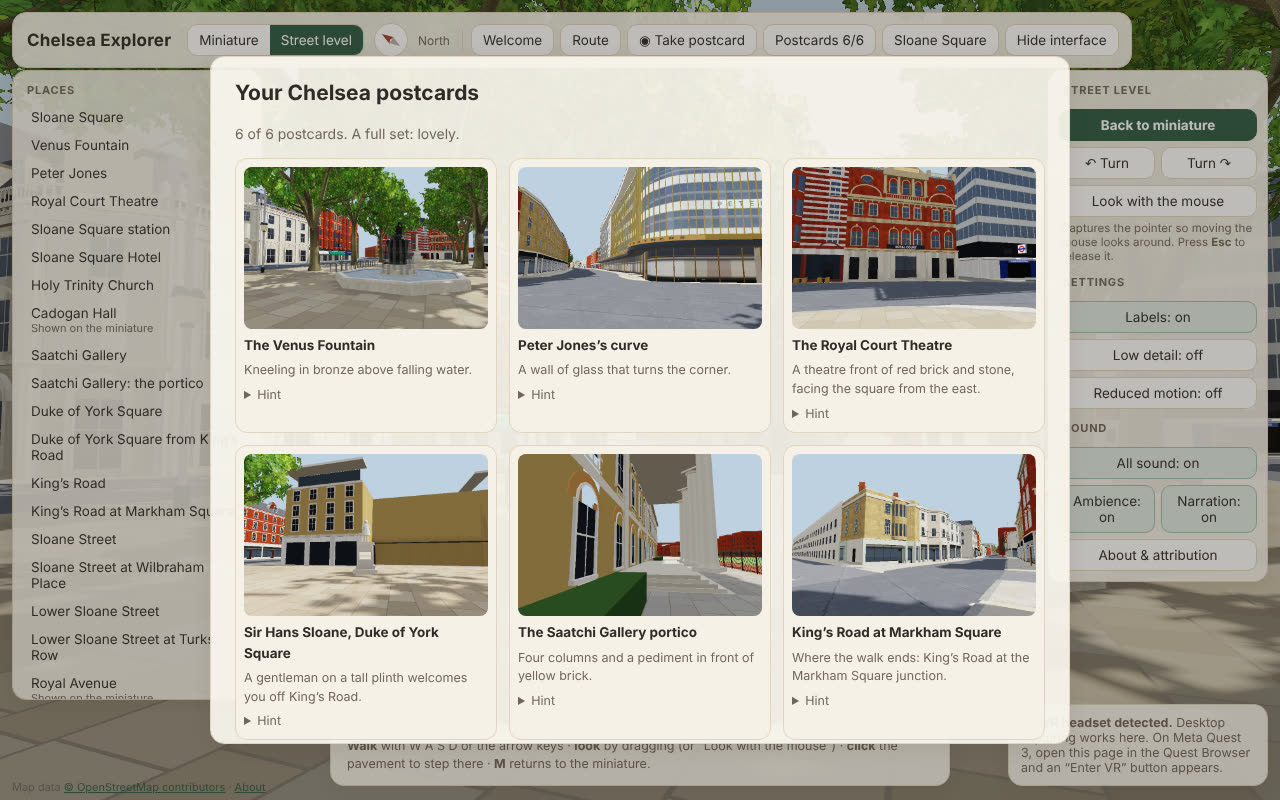 Chelsea Explorer
Miniature
Street level
North
Welcome
Route
◉ Take postcard
Postcards 6/6
Sloane Square
Hide interface
PLACES
Sloane Square
Venus Fountain
Peter Jones
Royal Court Theatre
Sloane Square station
Sloane Square Hotel
Holy Trinity Church
Cadogan Hall
Shown on the miniature
Saatchi Gallery
Saatchi Gallery: the portico
Duke of York Square
Duke of York Square from K
Road
King’s Road
King’s Road at Markham Squ
Sloane Street
Sloane Street at Wilbraham
Place
Lower Sloane Street
Lower Sloane Street at Turks
Row
Royal Avenue
Shown on the miniature
Your Chelsea postcards
6 of 6 postcards. A full set: lovely.
The Venus Fountain
Kneeling in bronze above falling water.
▶ Hint
Peter Jones’s curve
A wall of glass that turns the corner.
▶ Hint
The Royal Court Theatre
A theatre front of red brick and stone,
facing the square from the east.
▶ Hint
Sir Hans Sloane, Duke of York
Square
A gentleman on a tall plinth welcomes
you off King’s Road.
▶ Hint
The Saatchi Gallery portico
Four columns and a pediment in front of
yellow brick.
▶ Hint
King’s Road at Markham Square
Where the walk ends: King’s Road at the
Markham Square junction.
▶ Hint
TREET LEVEL
Back to miniature
↶ Turn
Turn ↷
Look with the mouse
aptures the pointer so moving the
ouse looks around. Press Esc to
elease it.
ETTINGS
Labels: on
Low detail: off
Reduced motion: off
OUND
All sound: on
Ambience:
on
Narration:
on
About & attribution
Walk with W A S D or the arrow keys · look by dragging (or “Look with the mouse”) · click the
pavement to step there · M returns to the miniature.
R headset detected. Desktop
ng works here. On Meta Quest
3, open this page in the Quest Browser
and an “Enter VR” button appears.
Map data © OpenStreetMap contributors · About